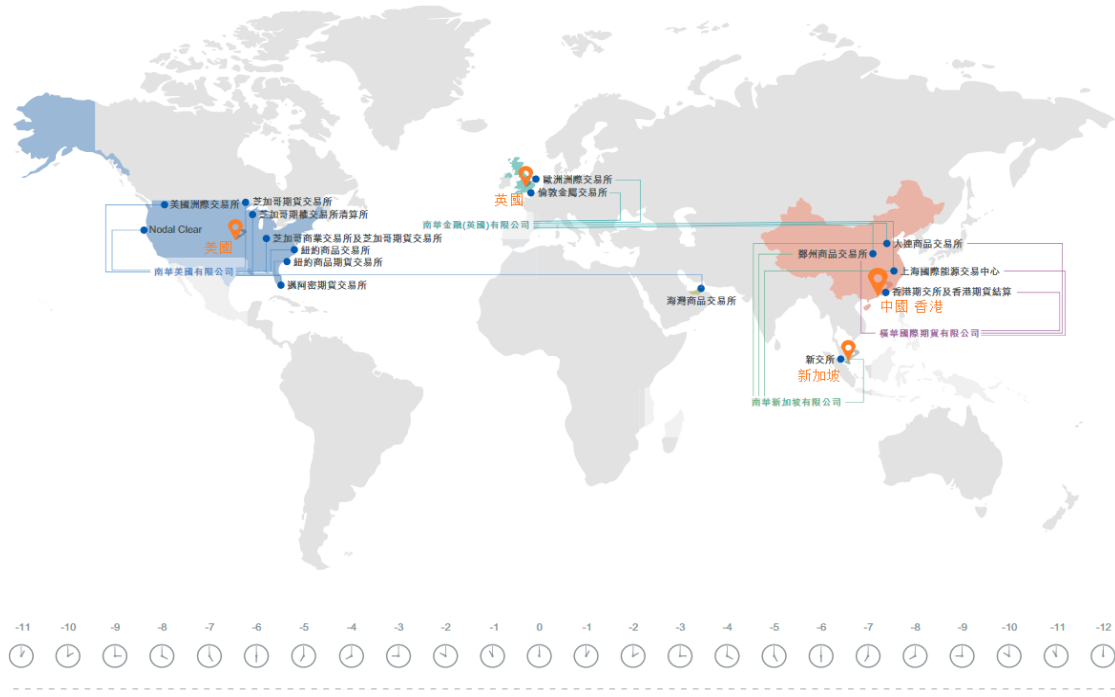 歐洲洲際交易所
倫敦金屬交易所
英國
南華金融(英國)有限公司
美國洲際交易所
芝加哥期貨交易所
芝加哥期權交易所清算所
Nodal Clear
美國
芝加哥商業交易所及芝加哥期貨交易所
紐約商品交易所
紐約商品期貨交易所
南華美國有限公司
邁阿密期貨交易所
海灣商品交易所
大連商品交易所
鄭州商品交易所
上海國際能源交易中心
香港期交所及香港期貨結算
中國 香港
橫華國際期貨有限公司
新交所
新加坡
南華新加坡有限公司
-11 -10 -9 -8 -7 -6 -5 -4 -3 -2 -1 0 -1 -2 -3 -4 -5 -6 -7 -8 -9 -10 -11 -12